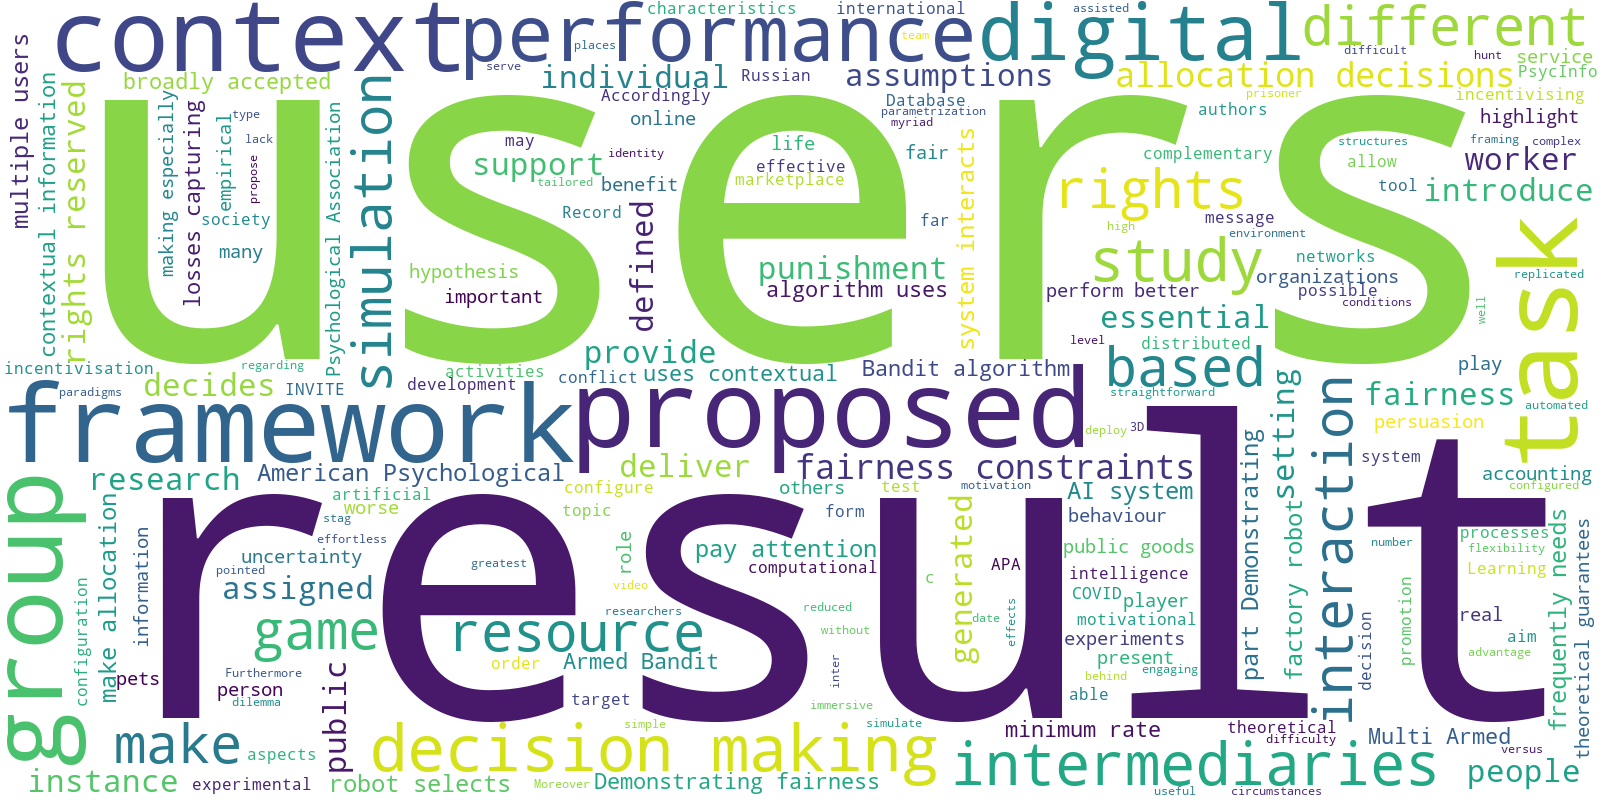 context
performance
digital
different
users
result
characteristics
international
assisted
team
places
serve
individual
Russian
assumptions
allocation decisions
difficult
hunt
service
PsycInfo
incentivising
prisoner
multiple users
contextual information
rights reserved
broadly accepted
making especially
losses capturing
empirical
type
lack
propose
society
many
Psychological Association
simulation
Accordingly
online
may
support
tailored
identity
benefit
Record
defined
hypothesis
important
life
effective
marketplace
Database
parametrization
myriad
fair
far
system interacts
punishment
algorithm uses
authors
complementary
rights
high
message
environment
study
structures
framing
complex
allow
tool
highlight
worker
introduce
networks
organizations
possible
conditions
perform better
essential
distributed
level
well
replicated
task
incentivisation
regarding
paradigms
decides
INVITE
activities
development
conflict
provide
uses contextual
Bandit algorithm
based
straightforward
play
fairness
automated
persuasion
framework
proposed
deploy
3D
setting
factory robot
interaction
part Demonstrating
system
accounting
configured
group
research
American Psychological
artificial
worse
stag
effortless
configure
topic
deliver
others
test
motivation
form
fairness constraints
AI system
behaviour
generated
make allocation
information
configuration
uncertainty
pointed
assigned
greatest
role
pay attention
computational
video
researchers
public goods
intelligence
APA
COVID
player
motivational
experiments
present
engaging
behind
able
c
date
effects
reduced
without
inter
immersive
number
processes
flexibility
Learning
frequently needs
theoretical guarantees
promotion
decision
real
aim
advantage
game
resource
order
Armed Bandit
target
pets
person
Furthermore
dilemma
public
make
aspects
decision making
simple
simulate
minimum rate
theoretical
difficulty
Multi Armed
versus
instance
experimental
robot selects
Moreover
Demonstrating fairness
intermediaries
useful
circumstances
people